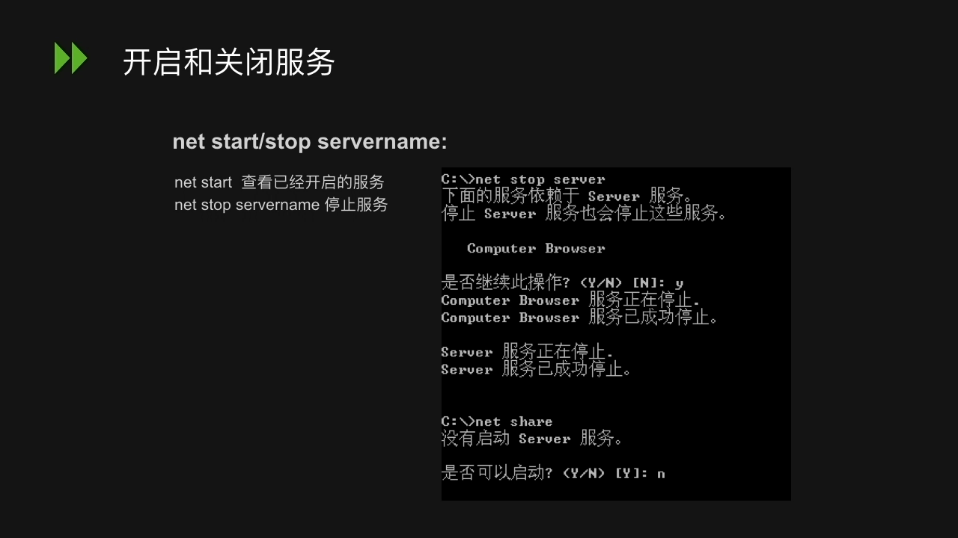 开启和关闭服务
net start/stop servername:
net start 查看已经开启的服务
net stop servername 停止服务
C:\>net stop server
下面的服务依赖于 Server 服务。
停止 Server 服务也会停止这些服务。
Computer Browser
是否继续此操作? (Y/N) [N]: y
Computer Browser 服务正在停止.
Computer Browser 服务已成功停止。
Server 服务正在停止.
Server 服务已成功停止。
C:\>net share
没有启动 Server 服务。
是否可以启动? (Y/N) [Y]: n